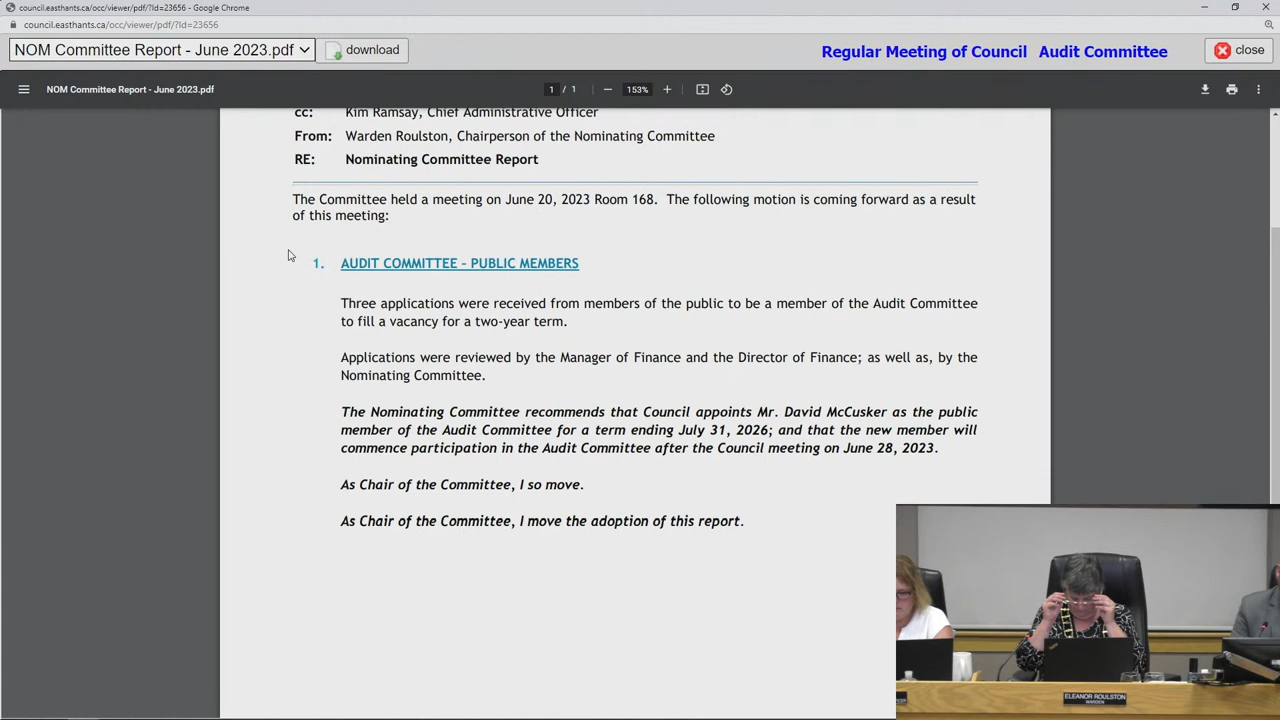 council.easthants.ca/occ/viewer/pdf/?Id=23656 - Google Chrome
council.easthants.ca/occ/viewer/pdf/?Id=23656
NOM Committee Report - June 2023.pdf
download
Regular Meeting of Council Audit Committee
close
NOM Committee Report - June 2023.pdf
1 / 1
153%
cc: Kim Ramsay, Chief Administrative Officer
From: Warden Roulston, Chairperson of the Nominating Committee
RE: Nominating Committee Report
The Committee held a meeting on June 20, 2023 Room 168. The following motion is coming forward as a result
of this meeting:
1. AUDIT COMMITTEE - PUBLIC MEMBERS
Three applications were received from members of the public to be a member of the Audit Committee
to fill a vacancy for a two-year term.
Applications were reviewed by the Manager of Finance and the Director of Finance; as well as, by the
Nominating Committee.
The Nominating Committee recommends that Council appoints Mr. David McCusker as the public
member of the Audit Committee for a term ending July 31, 2026; and that the new member will
commence participation in the Audit Committee after the Council meeting on June 28, 2023.
As Chair of the Committee, I so move.
As Chair of the Committee, I move the adoption of this report.
ELEANOR ROULSTON
WARDEN